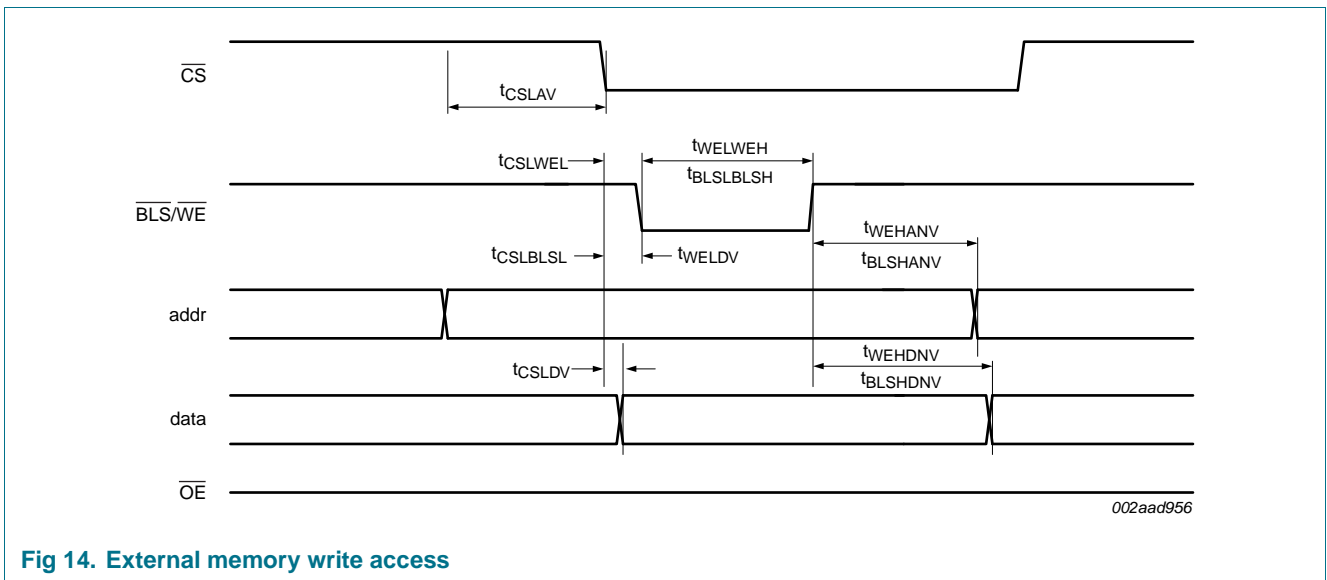 CS
tCSLAV
tCSLWEL
tWELWEH
tBLSLBLSH
BLS/WE
tCSLBLSL
tWELDV
tWEHANV
tBLSHANV
addr
tCSLDV
tWEHDNV
tBLSHDNV
data
OE
002aad956
Fig 14. External memory write access